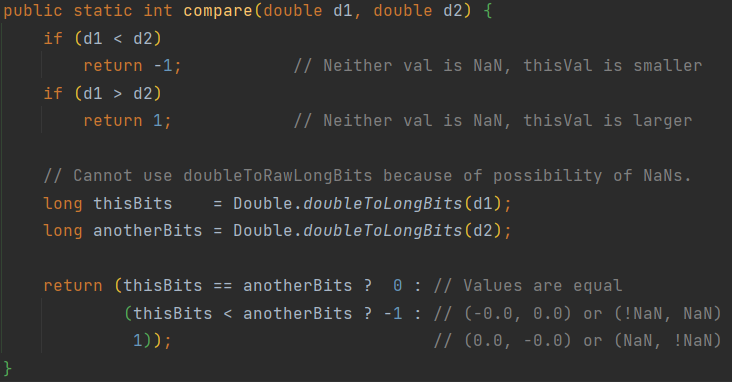 public static int compare(double d1, double d2) {
    if (d1 < d2)
        return -1;           // Neither val is NaN, thisVal is smaller
    if (d1 > d2)
        return 1;            // Neither val is NaN, thisVal is larger

    // Cannot use doubleToRawLongBits because of possibility of NaNs.
    long thisBits    = Double.doubleToLongBits(d1);
    long anotherBits = Double.doubleToLongBits(d2);

    return (thisBits == anotherBits ?  0 : // Values are equal
            (thisBits < anotherBits ? -1 : // (-0.0, 0.0) or (!NaN, NaN)
             1));                          // (0.0, -0.0) or (NaN, !NaN)
}